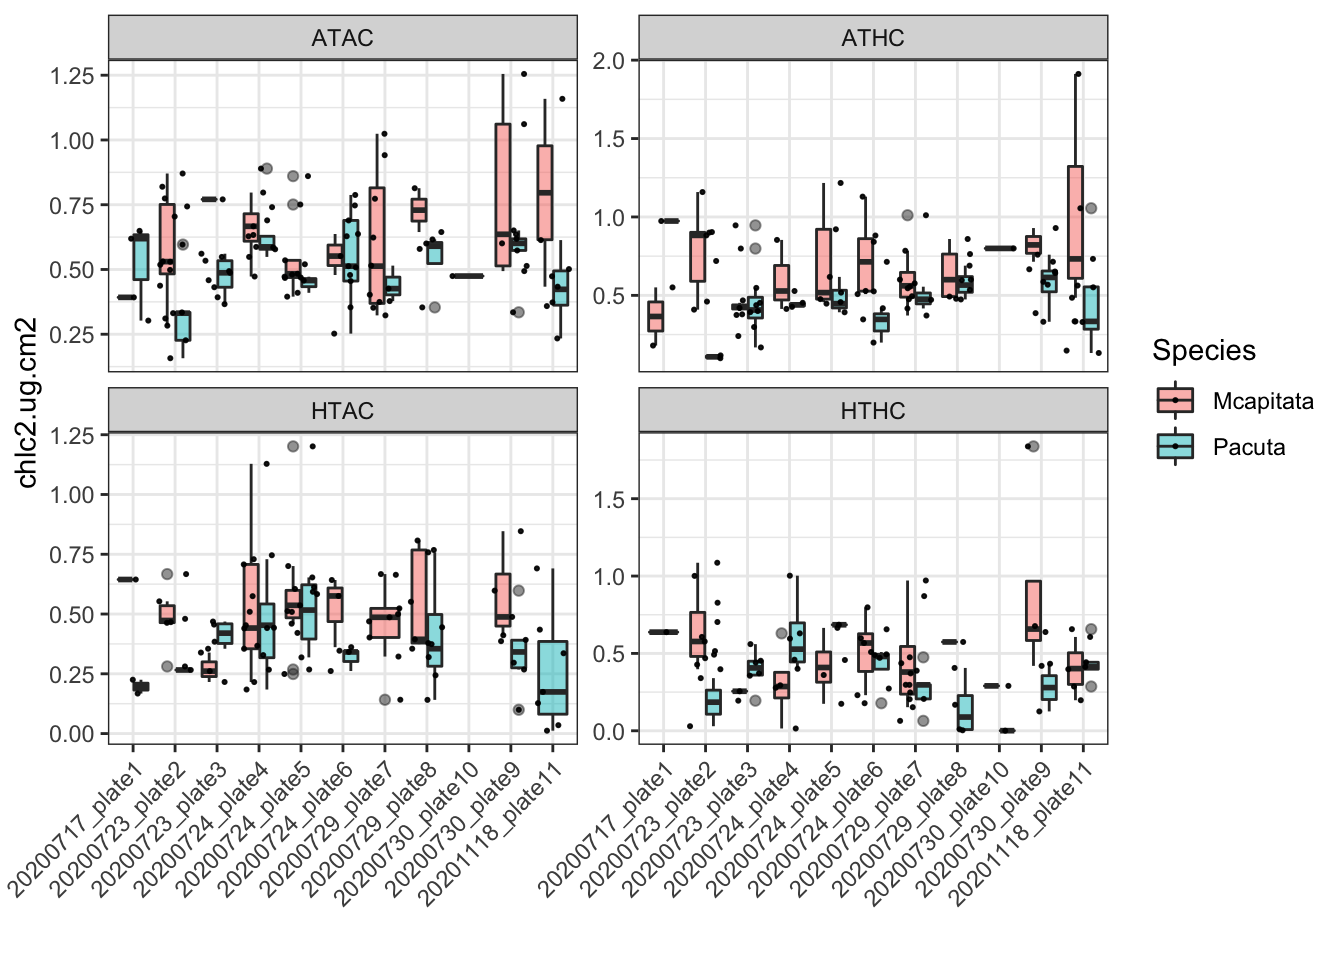 ATAC
ATHC
1.25
1.00
0.75
0.50
0.25
2.0
1.5
1.0
0.5
chlc2.ug.cm2
HTAC
HTHC
1.25
1.00
0.75
0.50
0.25
0.00
1.5
1.0
0.5
0.0
20200717_plate1
20200723_plate2
20200723_plate3
20200724_plate4
20200724_plate5
20200724_plate6
20200729_plate7
20200729_plate8
20200730_plate10
20200730_plate9
20201118_plate11
20200717_plate1
20200723_plate2
20200723_plate3
20200724_plate4
20200724_plate5
20200724_plate6
20200729_plate7
20200729_plate8
20200730_plate10
20200730_plate9
20201118_plate11
Species
Mcapitata
Pacuta